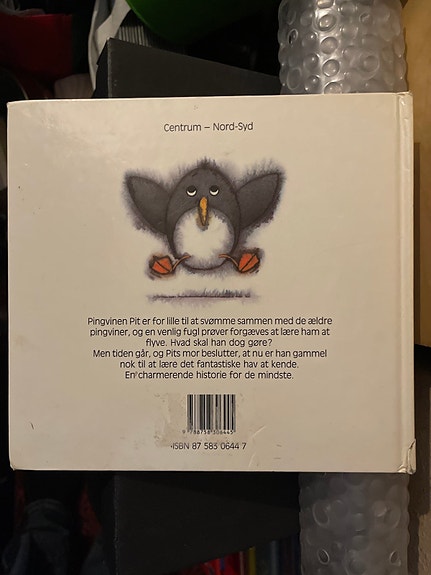 Centrum – Nord-Syd
Pingvinen Pit er for lille til at svømme sammen med de ældre
pingviner, og en venlig fugl prøver forgæves at lære ham at
flyve. Hvad skal han dog gøre?
Men tiden går, og Pits mor beslutter, at nu er han gammel
nok til at lære det fantastiske hav at kende.
En charmerende historie for de mindste.
9 788758 306445
ISBN 87 583 0644 7